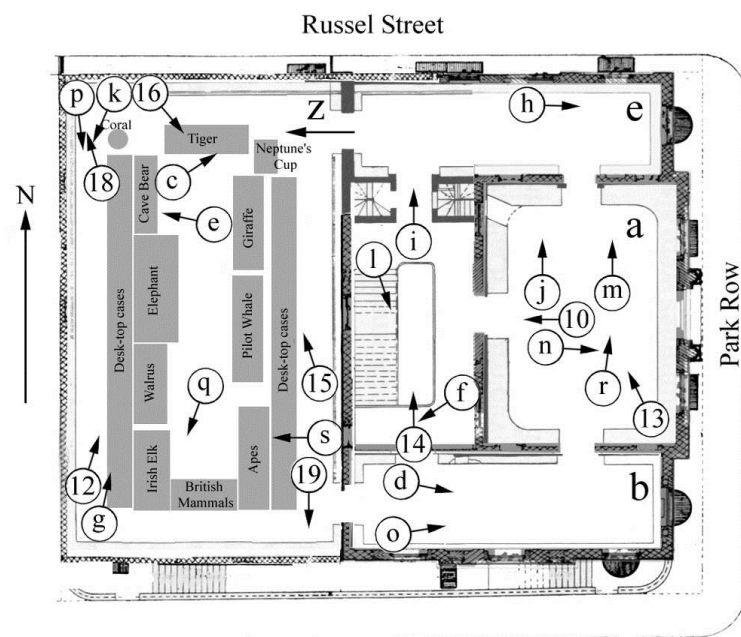 Russel Street
p
k
16
Coral
Tiger
z
h
e
Neptune's
Cup
18
c
N
Cave Bear
e
Giraffe
i
a
l
j
m
Elephant
Desk-top cases
Pilot Whale
Desk-top cases
10
n
Park Row
Walrus
q
15
r
f
13
s
14
12
g
Irish Elk
British
Mammals
Apes
19
d
b
o